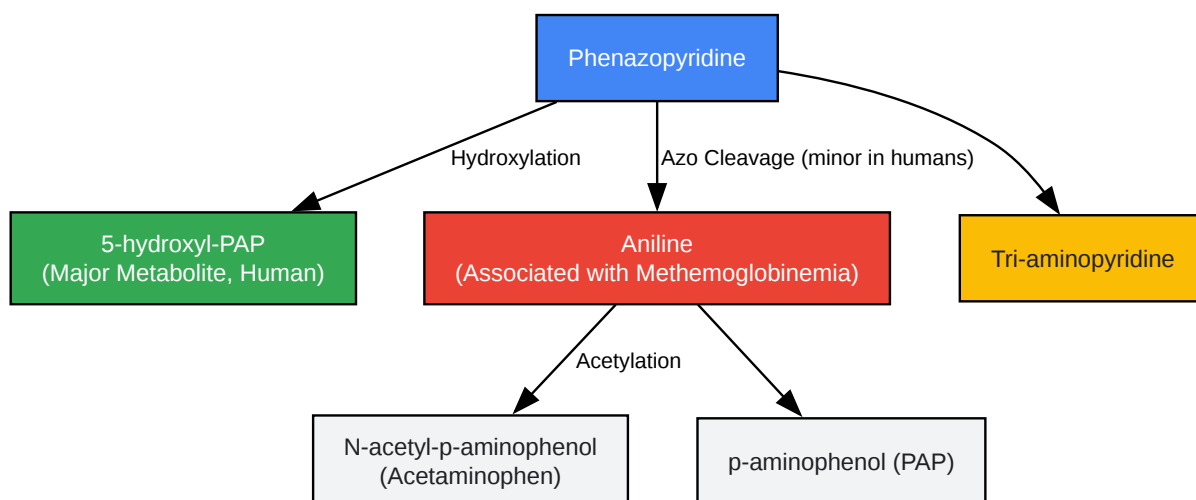 Phenazopyridine
Hydroxylation
Azo Cleavage (minor in humans)
5-hydroxyl-PAP
(Major Metabolite, Human)
Aniline
(Associated with Methemoglobinemia)
Tri-aminopyridine
Acetylation
N-acetyl-p-aminophenol
(Acetaminophen)
p-aminophenol (PAP)